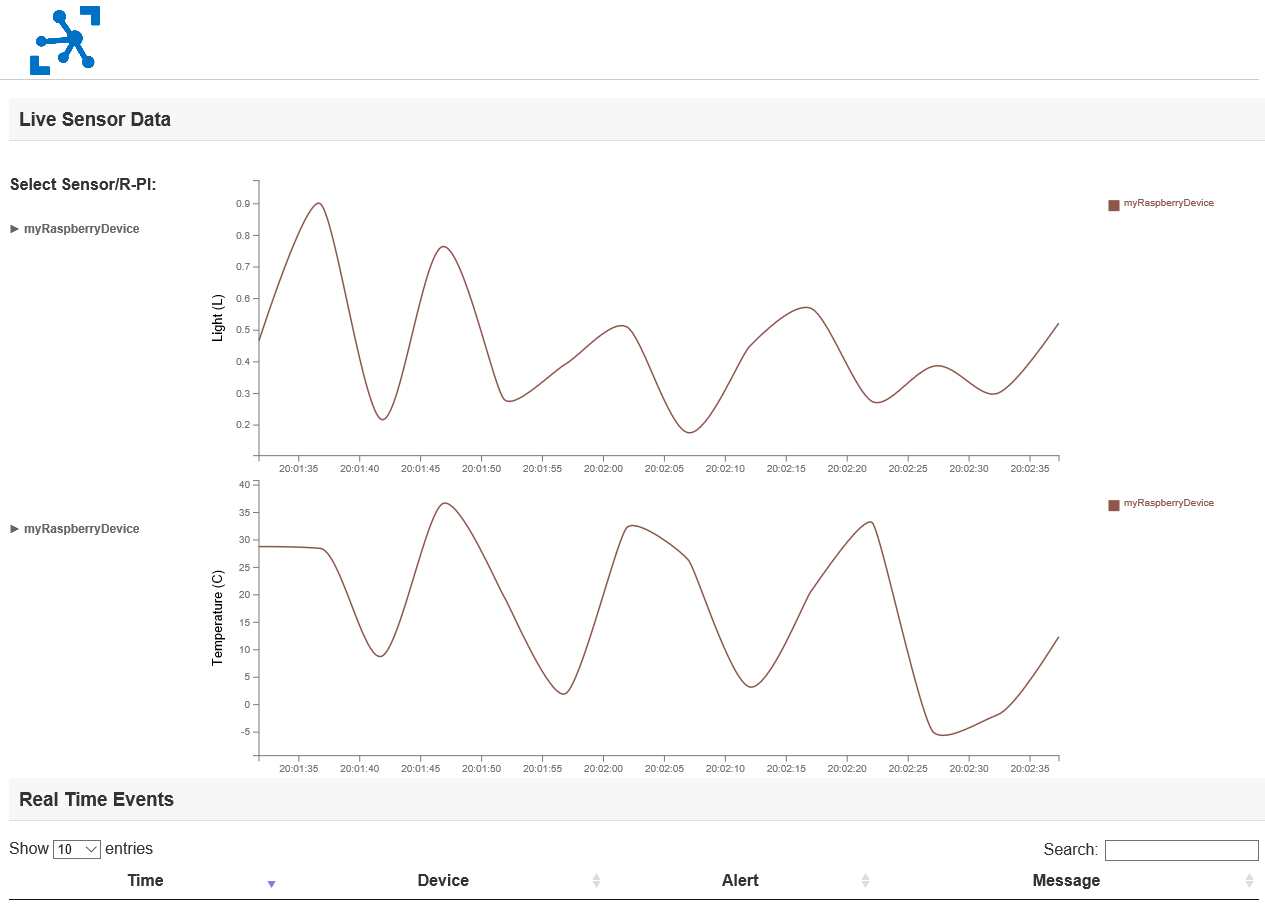 Live Sensor Data
Select Sensor/R-PI:
► myRaspberryDevice
Light (L)
0.9
0.8
0.7
0.6
0.5
0.4
0.3
0.2
20:01:35 20:01:40 20:01:45 20:01:50 20:01:55 20:02:00 20:02:05 20:02:10 20:02:15 20:02:20 20:02:25 20:02:30 20:02:35
myRaspberryDevice
► myRaspberryDevice
Temperature (C)
40
35
30
25
20
15
10
5
0
-5
20:01:35 20:01:40 20:01:45 20:01:50 20:01:55 20:02:00 20:02:05 20:02:10 20:02:15 20:02:20 20:02:25 20:02:30 20:02:35
myRaspberryDevice
Real Time Events
Show 10 entries Search:
Time Device Alert Message